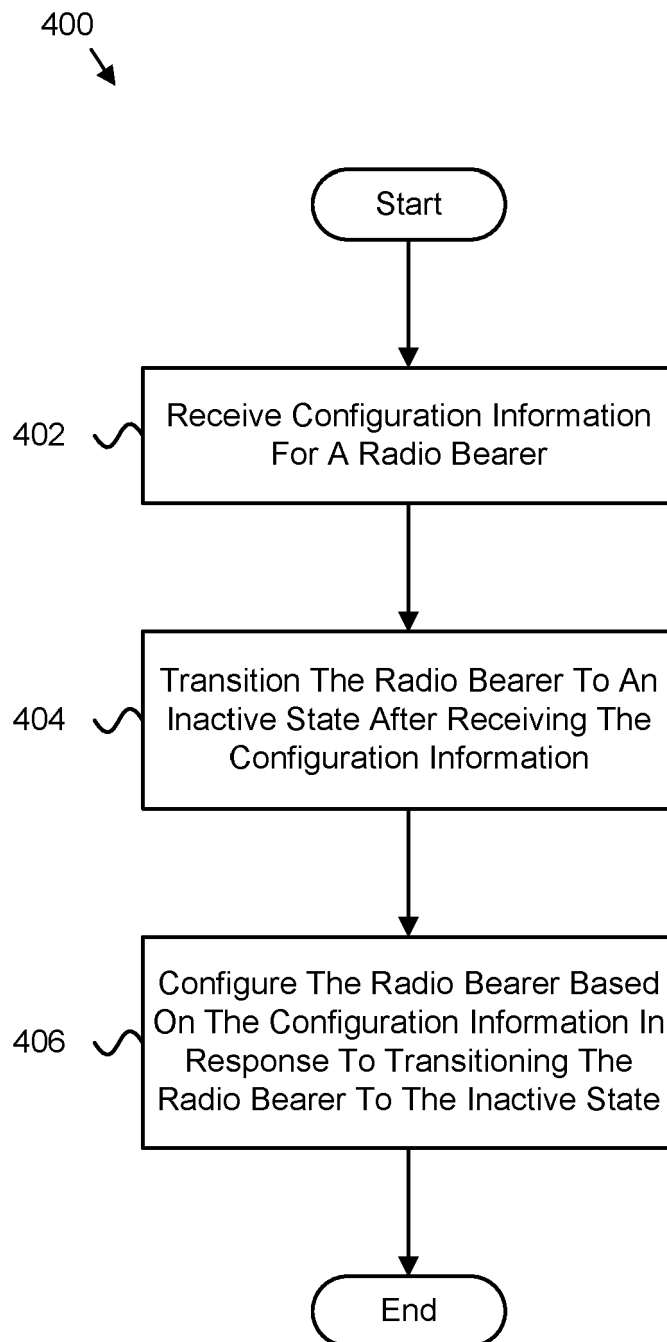 400
Start
402
Receive Configuration Information
For A Radio Bearer
404
Transition The Radio Bearer To An
Inactive State After Receiving The
Configuration Information
406
Configure The Radio Bearer Based
On The Configuration Information In
Response To Transitioning The
Radio Bearer To The Inactive State
End